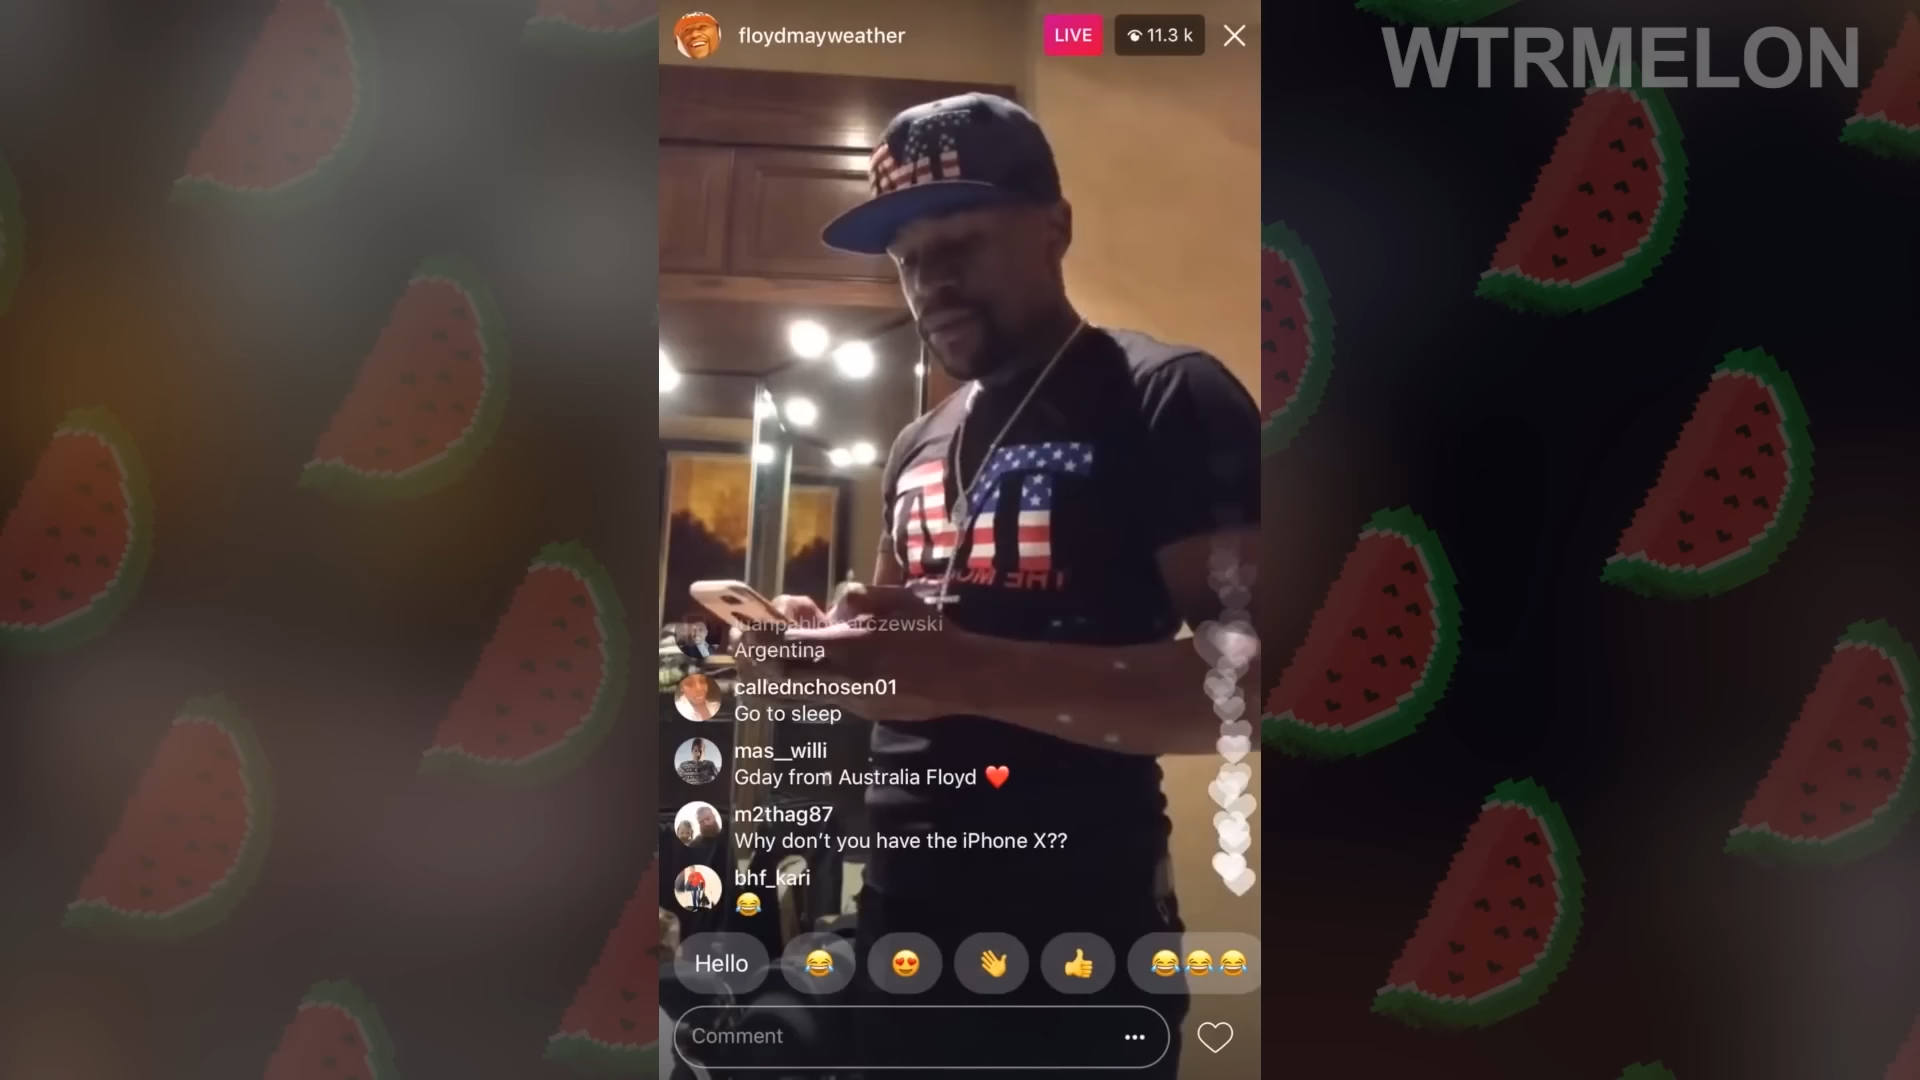 floydmayweather
LIVE
11.3 k
WTRMELON
Argentina
callednchosen01
Go to sleep
mas__willi
Gday from Australia Floyd ❤️
m2thag87
Why don’t you have the iPhone X??
bhf_kari
😂
Hello 😂 😍 👋 👍 😂😂😂
Comment